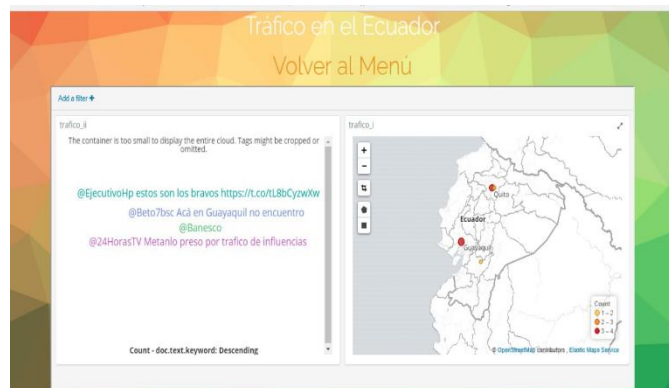 Tráfico en el Ecuador
Volver al Menú
Add a filter +
trafico_ii
The container is too small to display the entire cloud. Tags might be cropped or
omitted.
@EjecutivoHp estos son los bravos https://t.co/tL8bCyzwXw
@Beto7bsc Acá en Guayaquil no encuentro
@Banesco
@24HorasTV Metanlo preso por trafico de influencias
Count - doc.text.keyword: Descending
trafico_i
+
−
Quito
Ecuador
Guayaquil
Count
1 – 2
2 – 3
3 – 4
© OpenStreetMap contributors , Elastic Maps Service